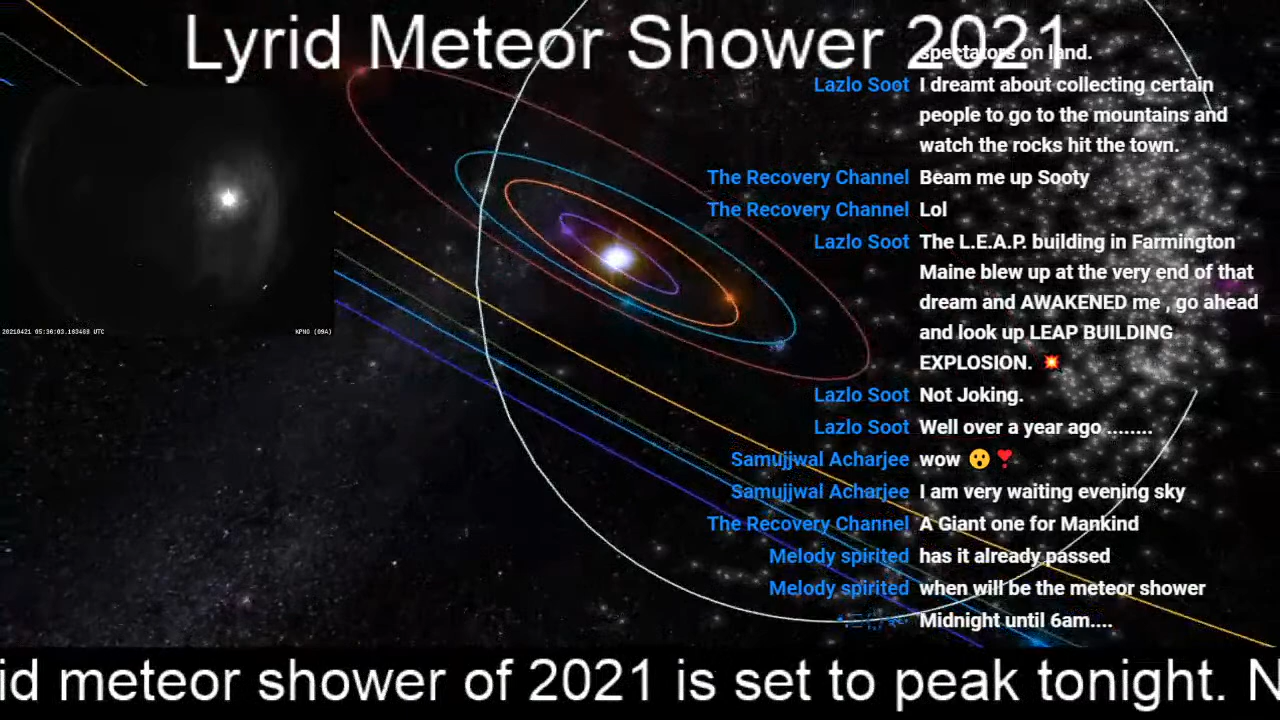 Lyrid Meteor Shower 2021
spectators on land.
Lazlo Soot I dreamt about collecting certain
people to go to the mountains and
watch the rocks hit the town.
The Recovery Channel Beam me up Sooty
The Recovery Channel Lol
Lazlo Soot The L.E.A.P. building in Farmington
Maine blew up at the very end of that
dream and AWAKENED me , go ahead
and look up LEAP BUILDING
EXPLOSION. 💥
Lazlo Soot Not Joking.
Lazlo Soot Well over a year ago ........
Samujjwal Acharjee wow 😮 ❣
Samujjwal Acharjee I am very waiting evening sky
The Recovery Channel A Giant one for Mankind
Melody spirited has it already passed
Melody spirited when will be the meteor shower
Midnight until 6am....
KPNO (09A)
id meteor shower of 2021 is set to peak tonight. N